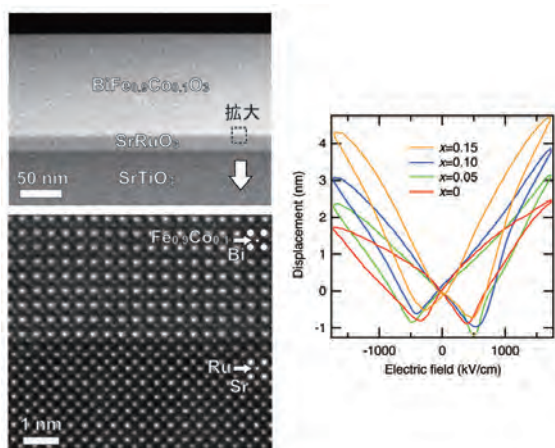 BiFe0.9Co0.1O3
拡大
SrRuO3
SrTiO3
50 nm
Fe0.9Co0.1
Bi
Ru
Sr
1 nm
Displacement (nm)
4
3
2
1
0
-1
x=0.15
x=0.10
x=0.05
x=0
-1000
0
1000
Electric field (kV/cm)